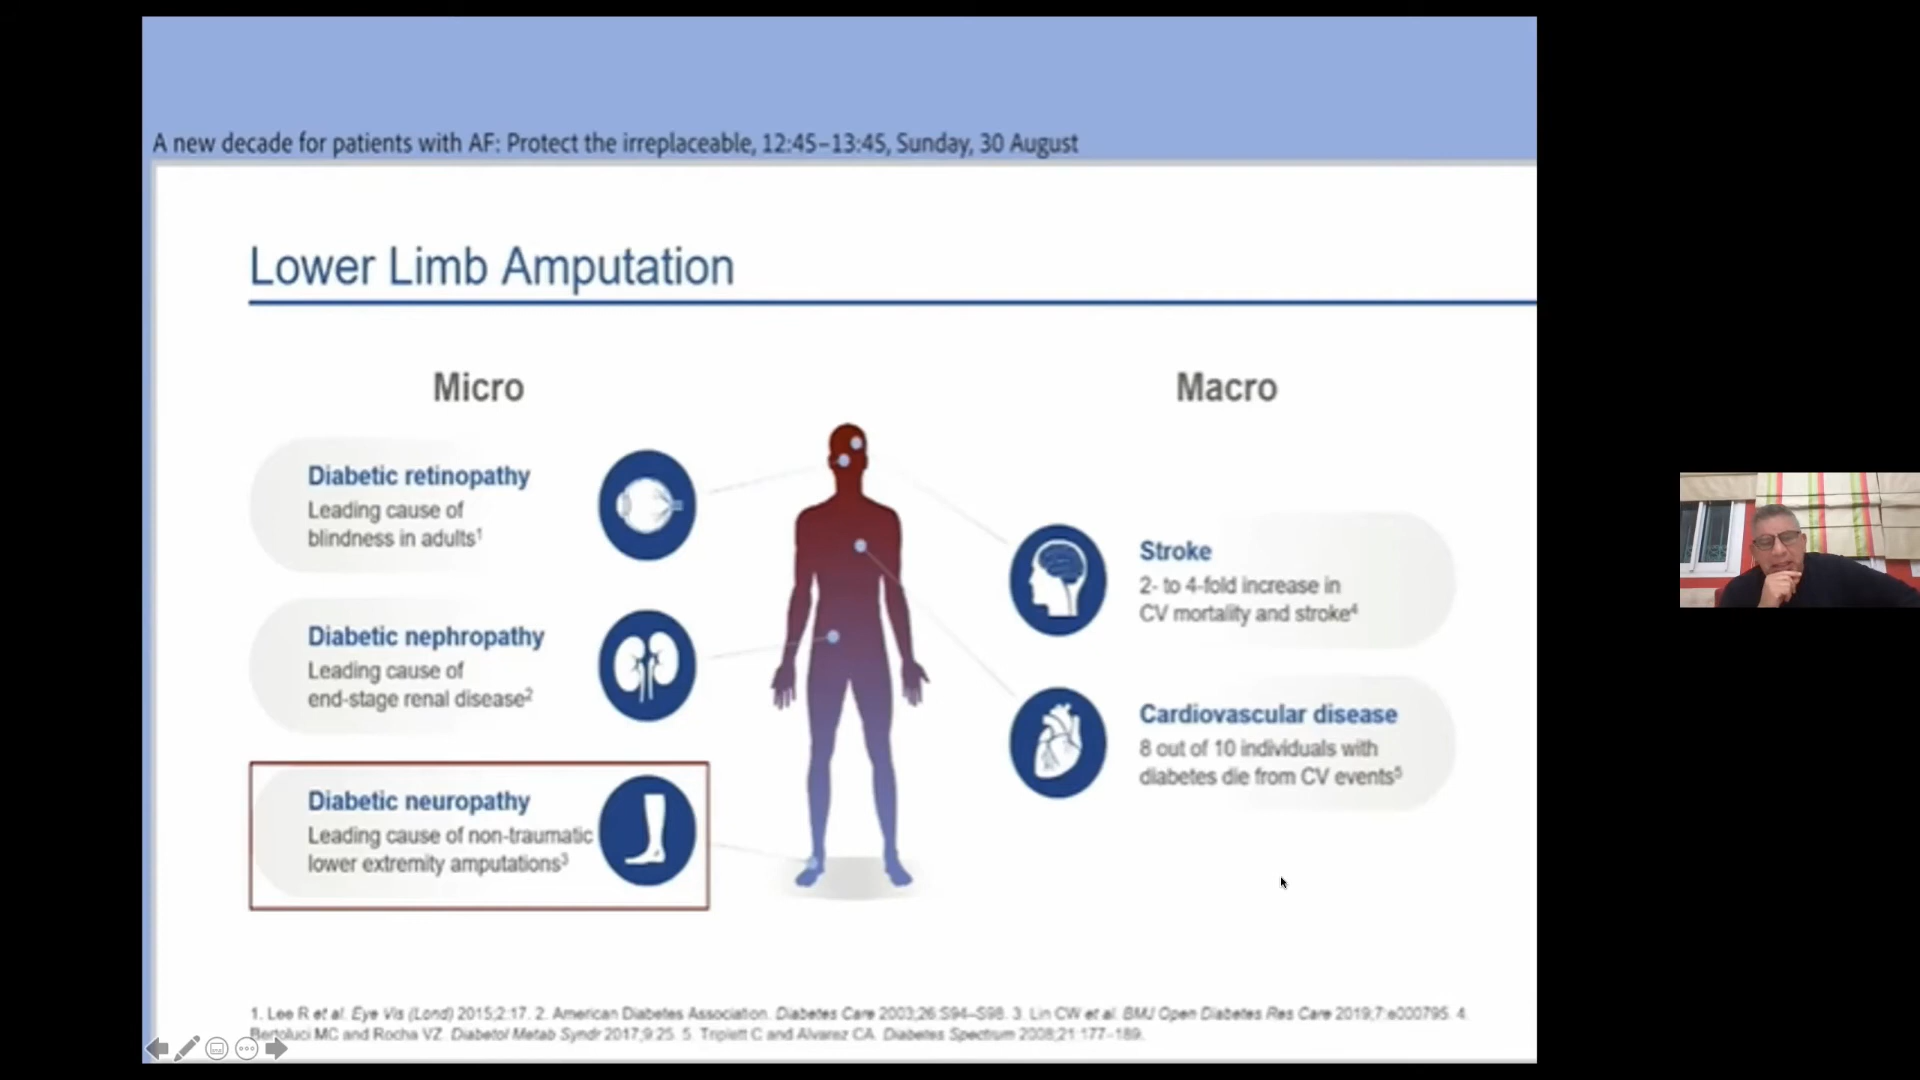 A new decade for patients with AF: Protect the irreplaceable, 12:45–13:45, Sunday, 30 August
Lower Limb Amputation
Micro
Diabetic retinopathy
Leading cause of
blindness in adults¹
Diabetic nephropathy
Leading cause of
end-stage renal disease²
Diabetic neuropathy
Leading cause of non-traumatic
lower extremity amputations³
Macro
Stroke
2- to 4-fold increase in
CV mortality and stroke⁴
Cardiovascular disease
8 out of 10 individuals with
diabetes die from CV events⁵
1. Lee R et al. Eye Vis (Lond) 2015;2:17. 2. American Diabetes Association. Diabetes Care 2003;26:S94–S98. 3. Lin CW et al. BMJ Open Diabetes Res Care 2019;7:e000795. 4.
Bertoluci MC and Rocha VZ. Diabetol Metab Syndr 2017;9:25. 5. Triplett C and Alvarez CA. Diabetes Spectrum 2008;21:177–189.